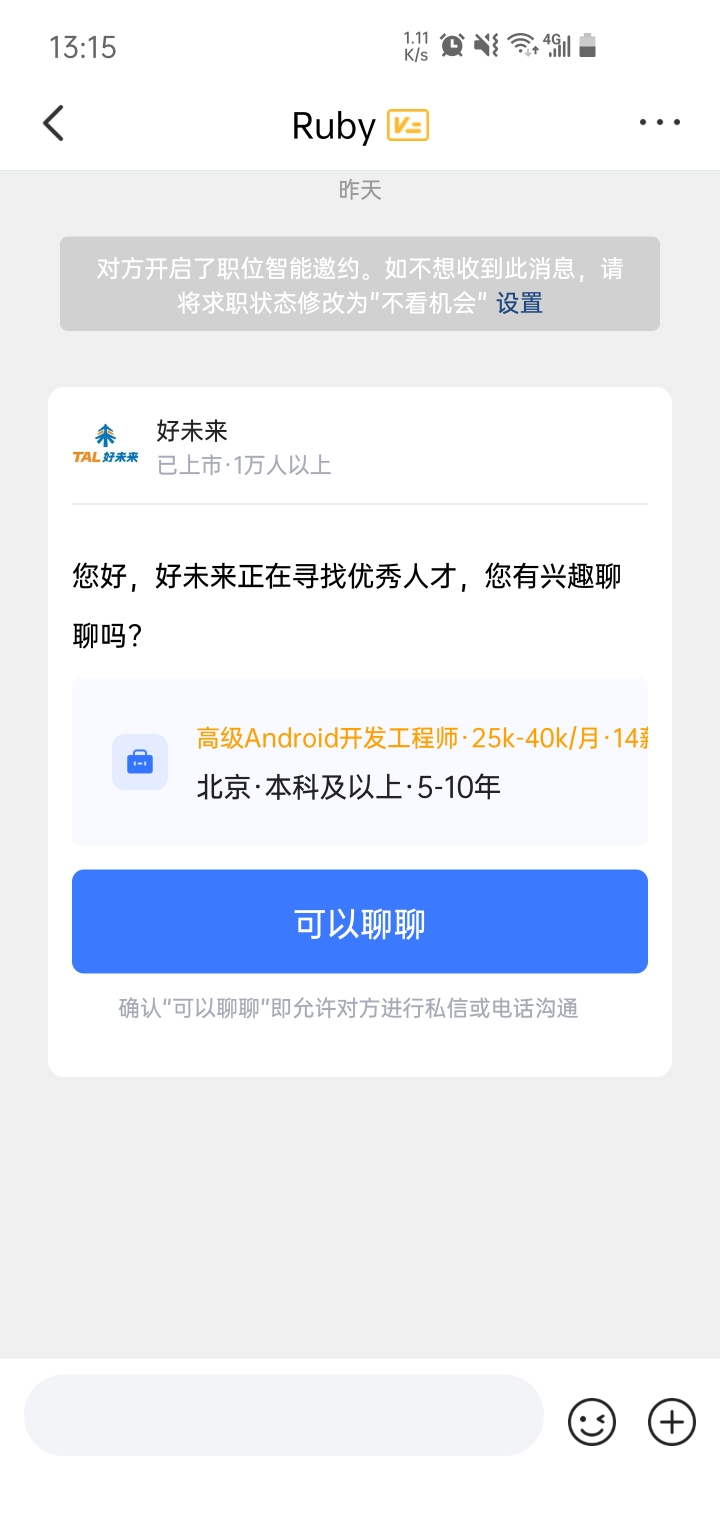 13:15
1.11
K/s
4G
Ruby
昨天
对方开启了职位智能邀约。如不想收到此消息，请
将求职状态修改为"不看机会" 设置
TAL好未来
好未来
已上市·1万人以上
您好，好未来正在寻找优秀人才，您有兴趣聊
聊吗？
高级Android开发工程师·25k-40k/月·14薪
北京·本科及以上·5-10年
可以聊聊
确认"可以聊聊"即允许对方进行私信或电话沟通